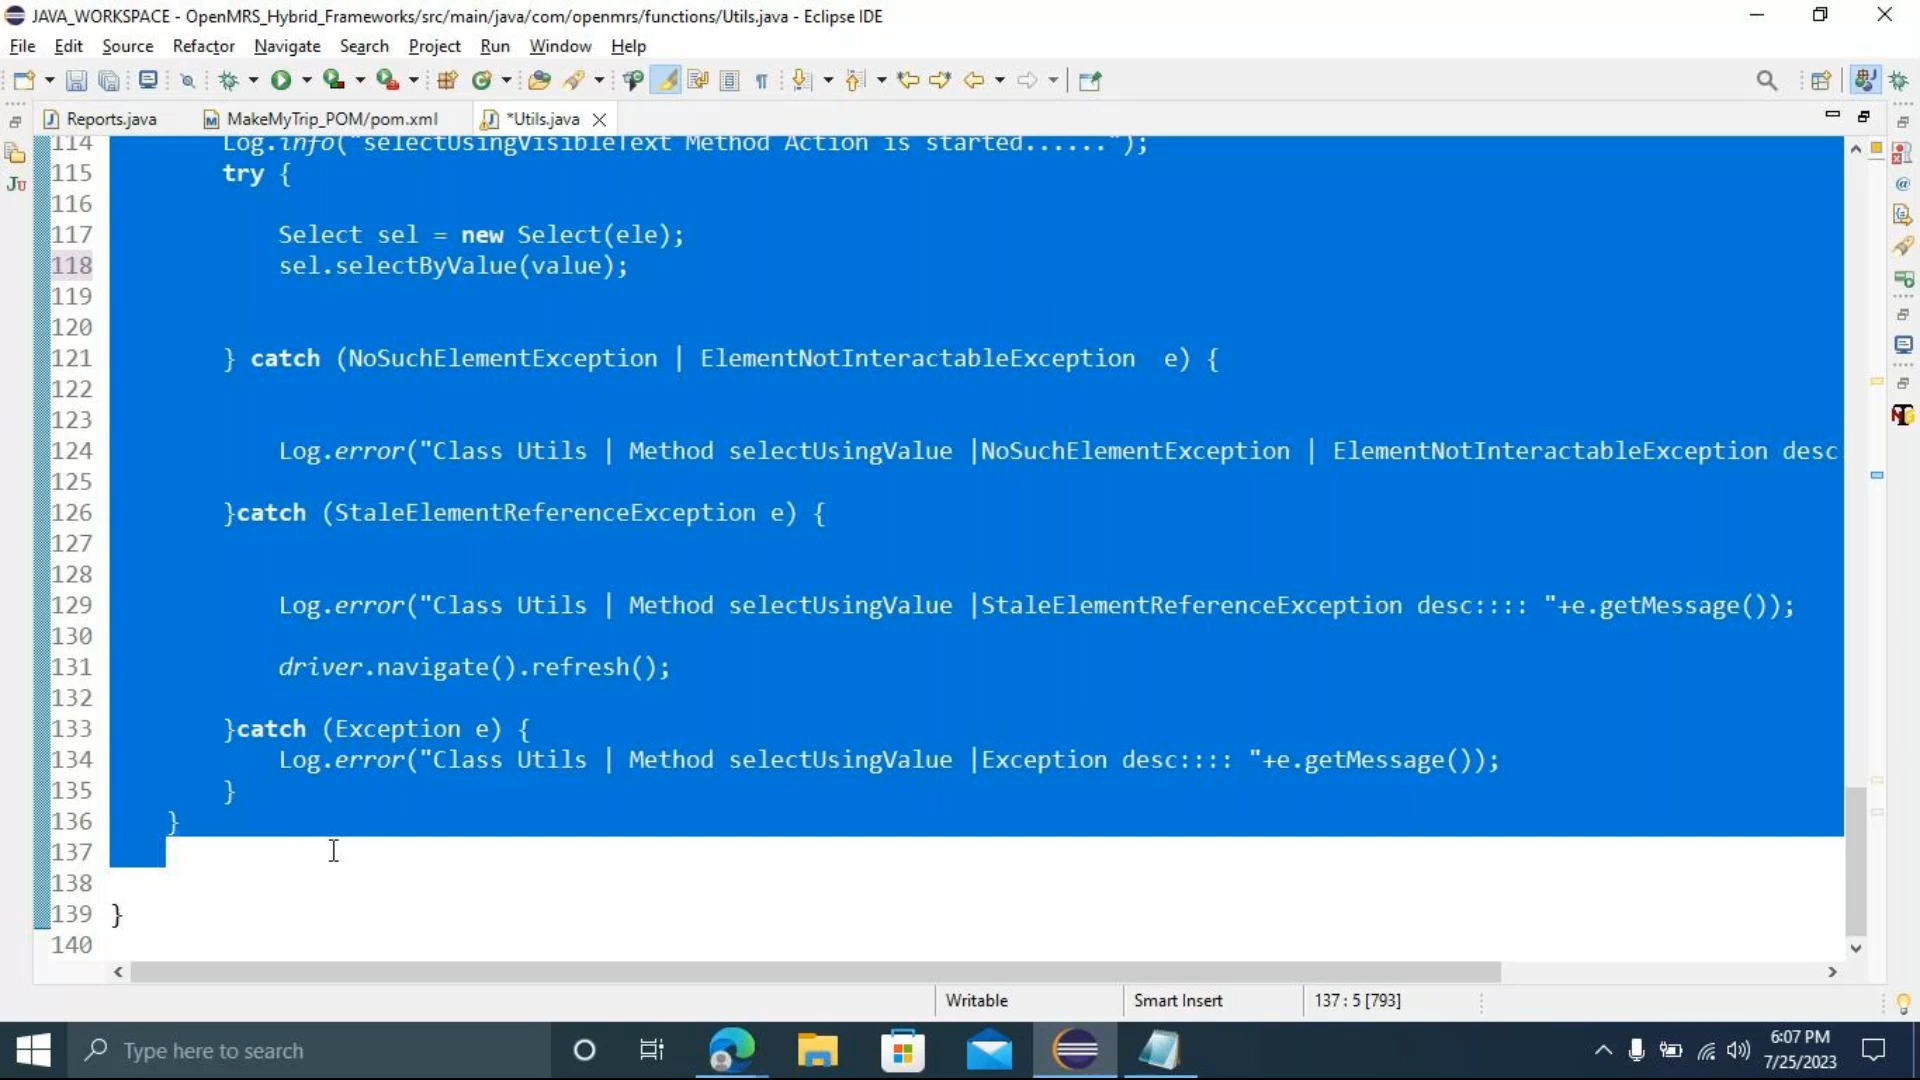 JAVA_WORKSPACE - OpenMRS_Hybrid_Frameworks/src/main/java/com/openmrs/functions/Utils.java - Eclipse IDE
File Edit Source Refactor Navigate Search Project Run Window Help
Reports.java MakeMyTrip_POM/pom.xml *Utils.java
114 Log.info("selectUsingVisibleText Method Action is started......");
115 try {
116
117 Select sel = new Select(ele);
118 sel.selectByValue(value);
119
120
121 } catch (NoSuchElementException | ElementNotInteractableException e) {
122
123
124 Log.error("Class Utils | Method selectUsingValue |NoSuchElementException | ElementNotInteractableException desc
125
126 }catch (StaleElementReferenceException e) {
127
128
129 Log.error("Class Utils | Method selectUsingValue |StaleElementReferenceException desc:::: "+e.getMessage());
130
131 driver.navigate().refresh();
132
133 }catch (Exception e) {
134 Log.error("Class Utils | Method selectUsingValue |Exception desc:::: "+e.getMessage());
135 }
136 }
137
138
139 }
140
Writable Smart Insert 137 : 5 [793]
Type here to search
6:07 PM
7/25/2023